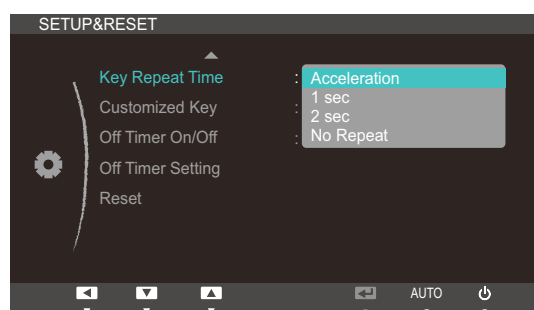 SETUP&RESET
Key Repeat Time : Acceleration
1 sec
Customized Key :
2 sec
Off Timer On/Off : No Repeat
Off Timer Setting
Reset
AUTO